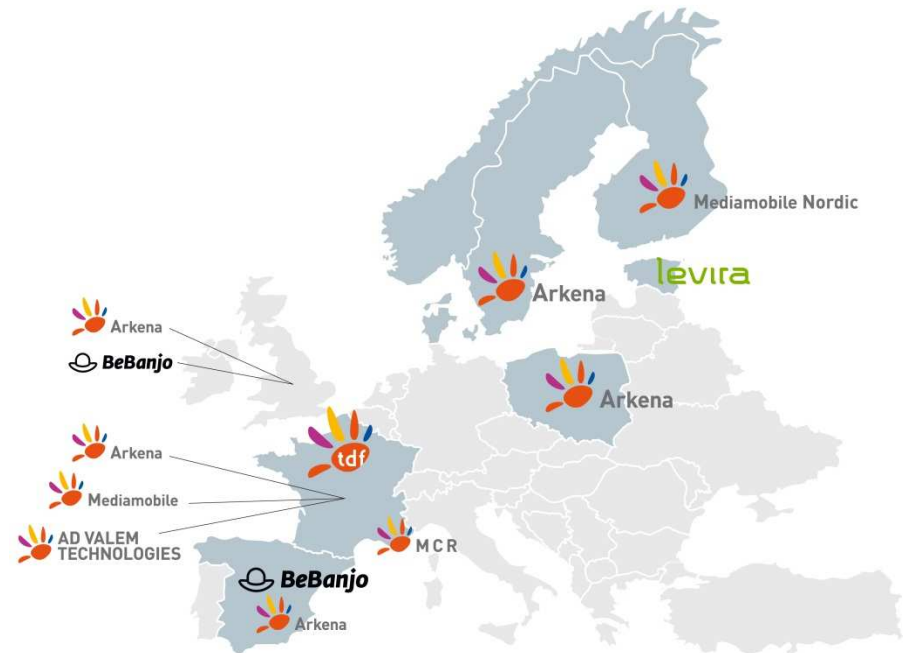 Mediamobile Nordic
levira
Arkena
Arkena
BeBanjo
Arkena
tdf
Arkena
Mediamobile
AD VALEM
TECHNOLOGIES
MCR
BeBanjo
Arkena